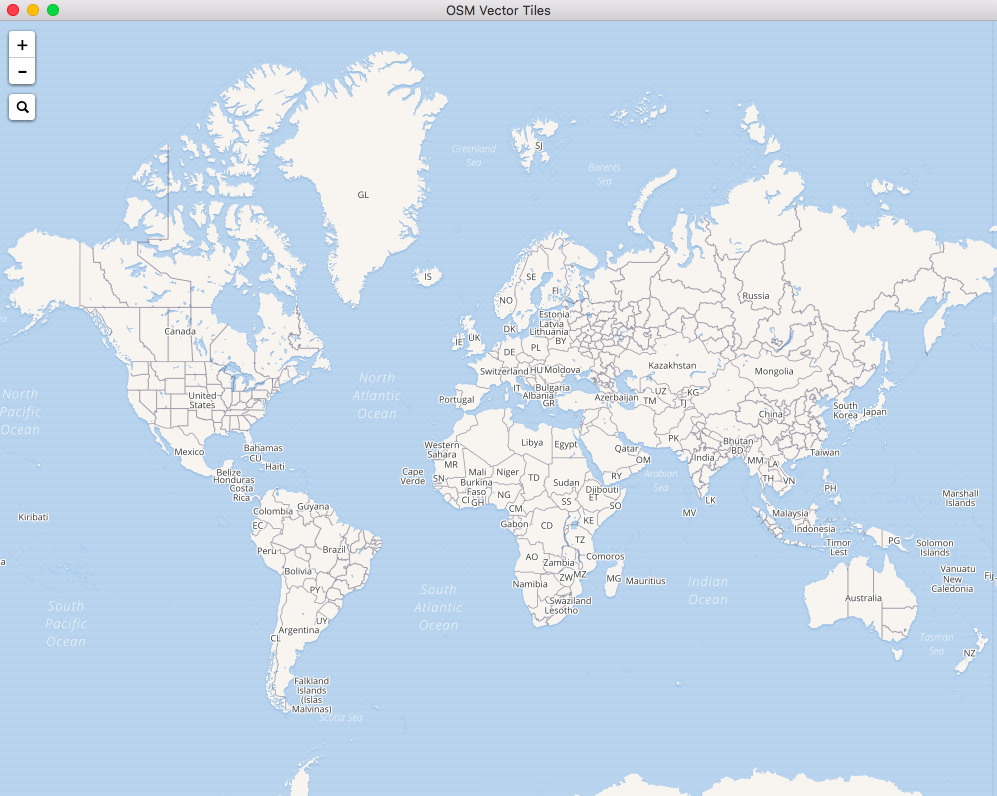 OSM Vector Tiles
+
−
Greenland
Sea
SJ
Barents
Sea
GL
IS
SE
FI
NO
Russia
Estonia
Latvia
Lithuania
DK
BY
UK
IE
PL
DE
Canada
Kazakhstan
Mongolia
Switzerland
HU
Moldova
North
Pacific
Ocean
North
Atlantic
Ocean
United
States
IT
Bulgaria
Albania
GR
Portugal
Azerbaijan
UZ
KG
TM
TJ
China
South
Korea
Japan
Mexico
Bahamas
CU
Haiti
Belize
Honduras
Costa
Rica
Western
Sahara
MR
Libya
Egypt
Qatar
OM
PK
Bhutan
BD
India
MM
LA
Taiwan
Cape
Verde
SN
Mali
Niger
TD
Burkina
Faso
CI
GH
NG
Sudan
RY
Djibouti
ET
SS
SO
Arabian
Sea
TH
VN
PH
LK
MV
Marshall
Islands
Kiribati
Colombia
Guyana
EC
CM
Gabon
CD
KE
TZ
Malaysia
Indonesia
Timor
Lest
PG
Solomon
Islands
Peru
Brazil
Bolivia
PY
AO
Zambia
Comoros
ZW
MZ
MG
Mauritius
Namibia
Swaziland
Lesotho
Vanuatu
New
Caledonia
Fij
a
South
Pacific
Ocean
South
Atlantic
Ocean
Indian
Ocean
Australia
UY
Argentina
CL
Tasman
Sea
NZ
Falkland
Islands
(Islas
Malvinas)
Scotia Sea